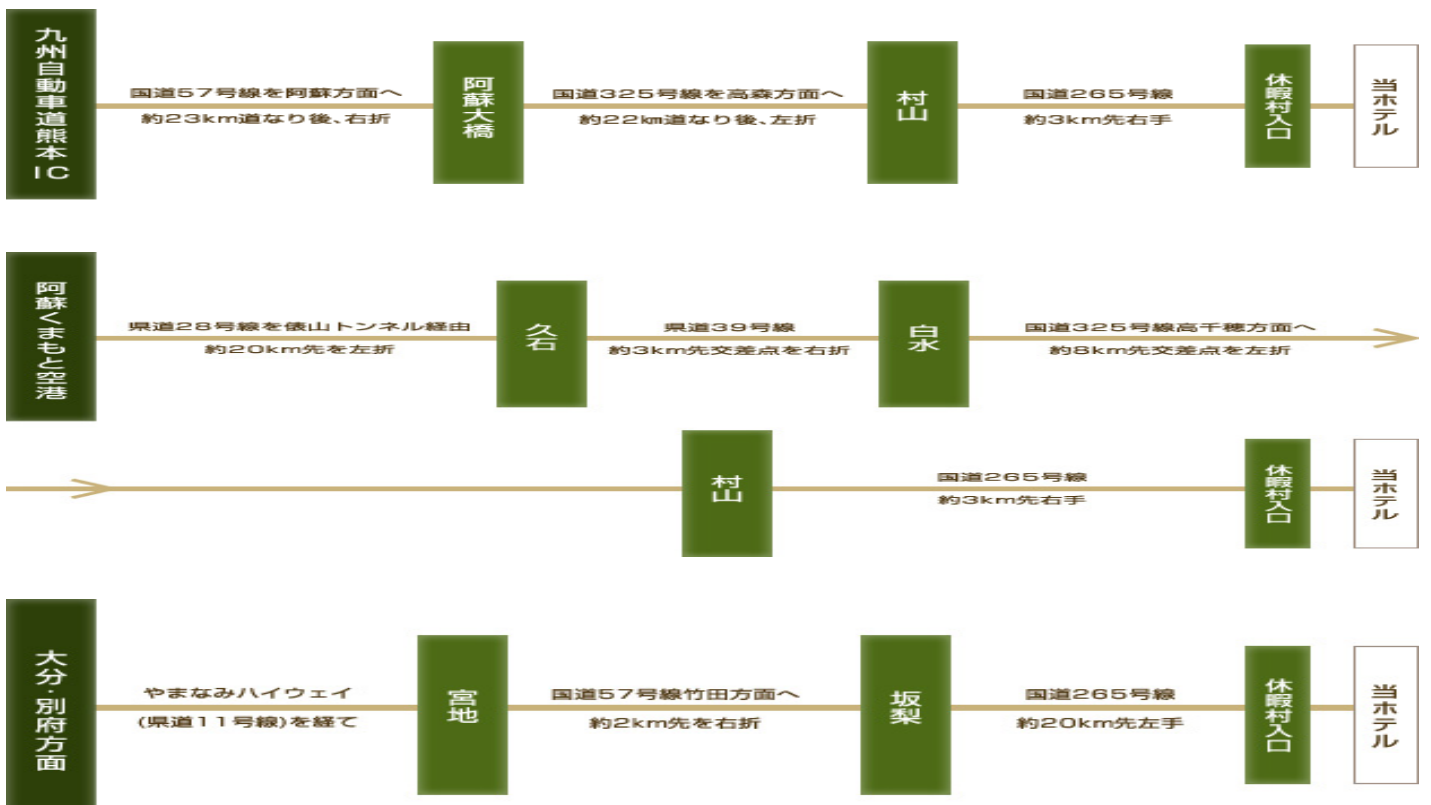 九州自動車道熊本IC
国道57号線を阿蘇方面へ
約23km道なり後、右折
阿蘇大橋
国道325号線を高森方面へ
約22㎞道なり後、左折
村山
国道265号線
約3km先右手
休暇村入口
当ホテル
阿蘇くまもと空港
県道28号線を俵山トンネル経由
約20km先を左折
久石
県道39号線
約3km先交差点を右折
白水
国道325号線高千穂方面へ
約8km先交差点を左折
村山
国道265号線
約3km先右手
休暇村入口
当ホテル
大分・別府方面
やまなみハイウェイ
(県道11号線)を経て
宮地
国道57号線竹田方面へ
約2km先を右折
坂梨
国道265号線
約20km先左手
休暇村入口
当ホテル